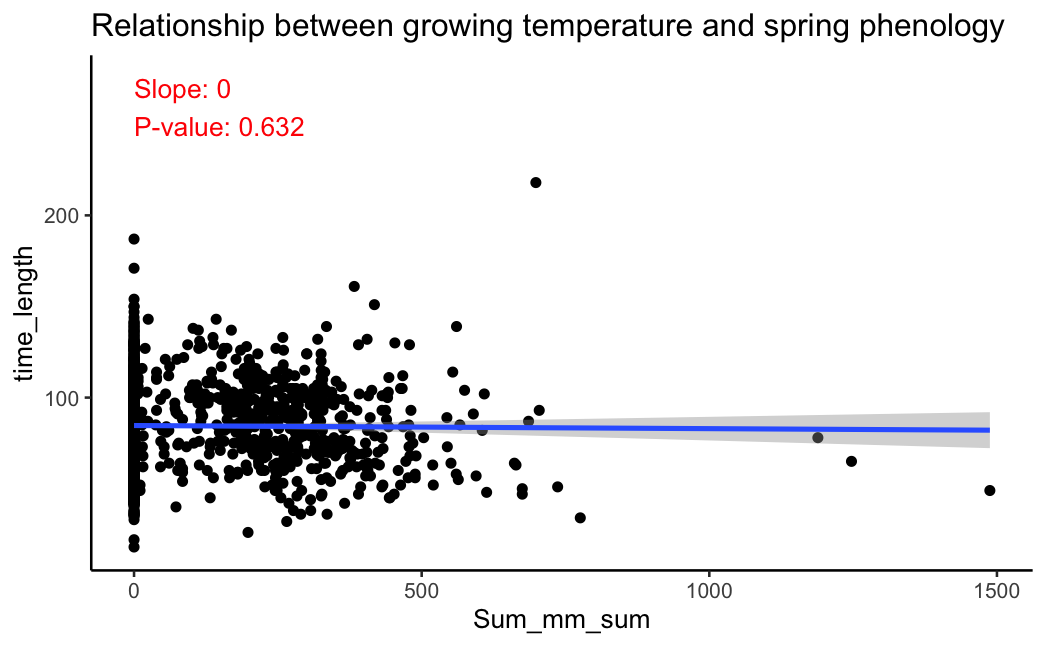 Relationship between growing temperature and spring phenology
Slope: 0
P-value: 0.632
200
100
time_length
0 500 1000 1500
Sum_mm_sum